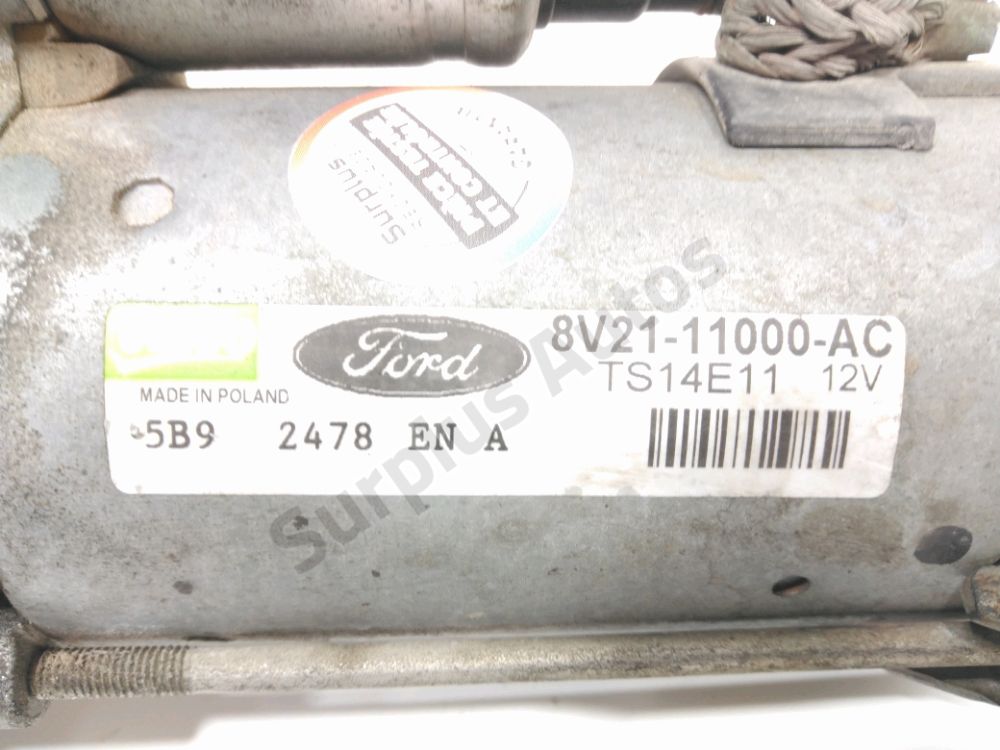 Surplus
Ford
8V21-11000-AC
TS14E11 12V
MADE IN POLAND
5B9 2478 EN A
Surplus Autos